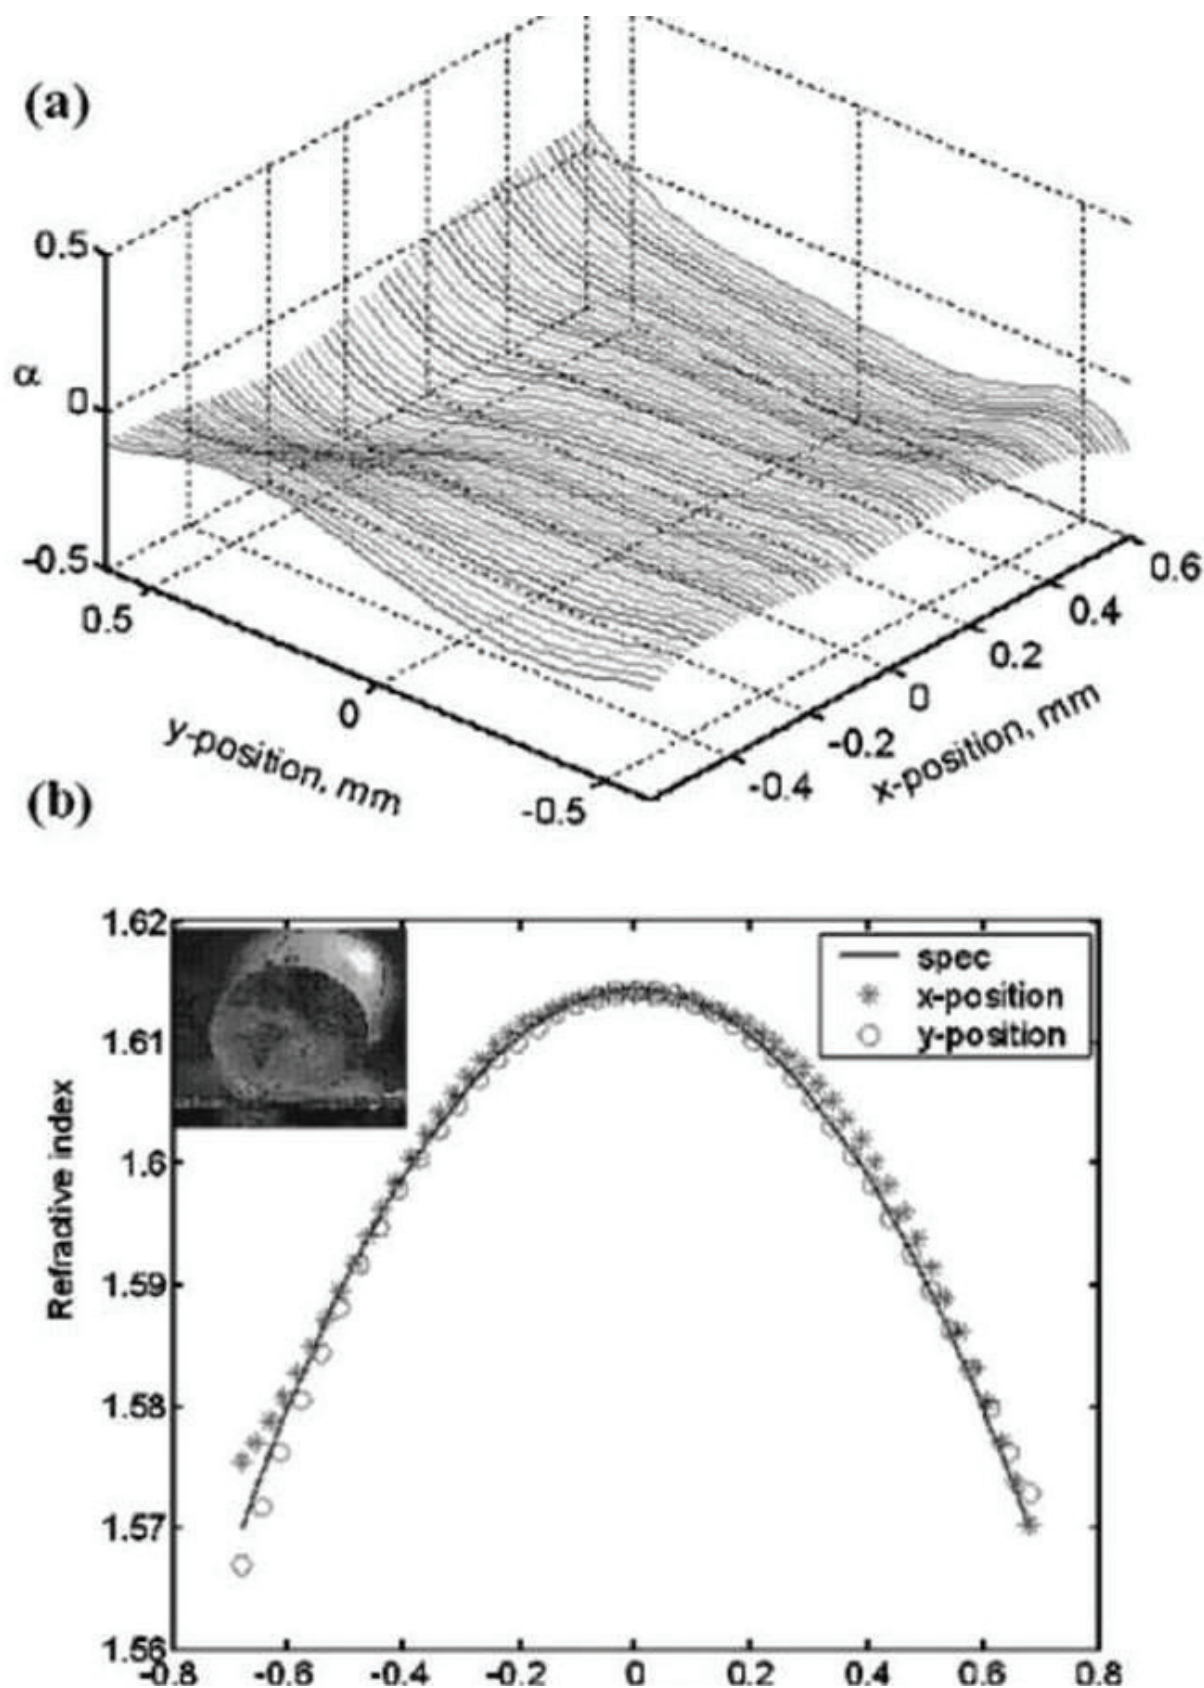 (a)
0.5
α
0
-0.5
0.5
0
-0.5
y-position, mm
0.6
0.4
0.2
0
-0.2
-0.4
x-position, mm
(b)
1.62
1.61
1.6
1.59
1.58
1.57
1.56
Refractive index
spec
x-position
y-position
-0.8 -0.6 -0.4 -0.2 0 0.2 0.4 0.6 0.8